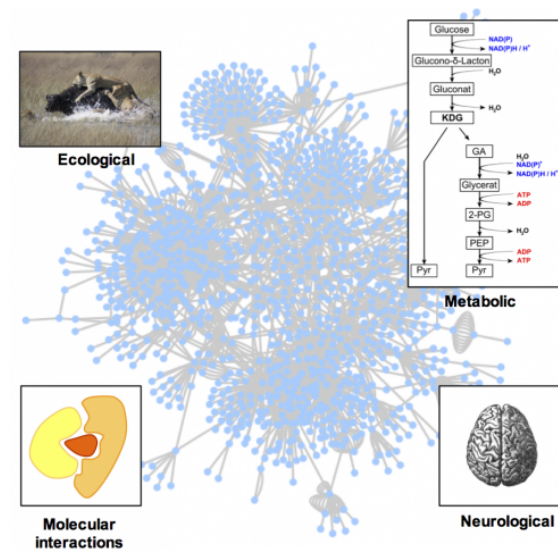 Ecological
Glucose
NAD(P)
NAD(P)H / H⁺
Glucono-δ-Lacton
H₂O
Gluconat
H₂O
KDG
GA
H₂O
NAD(P)⁺
NAD(P)H / H⁺
Glycerat
ATP
ADP
2-PG
H₂O
PEP
ADP
ATP
Pyr
Pyr
Metabolic
Molecular
interactions
Neurological